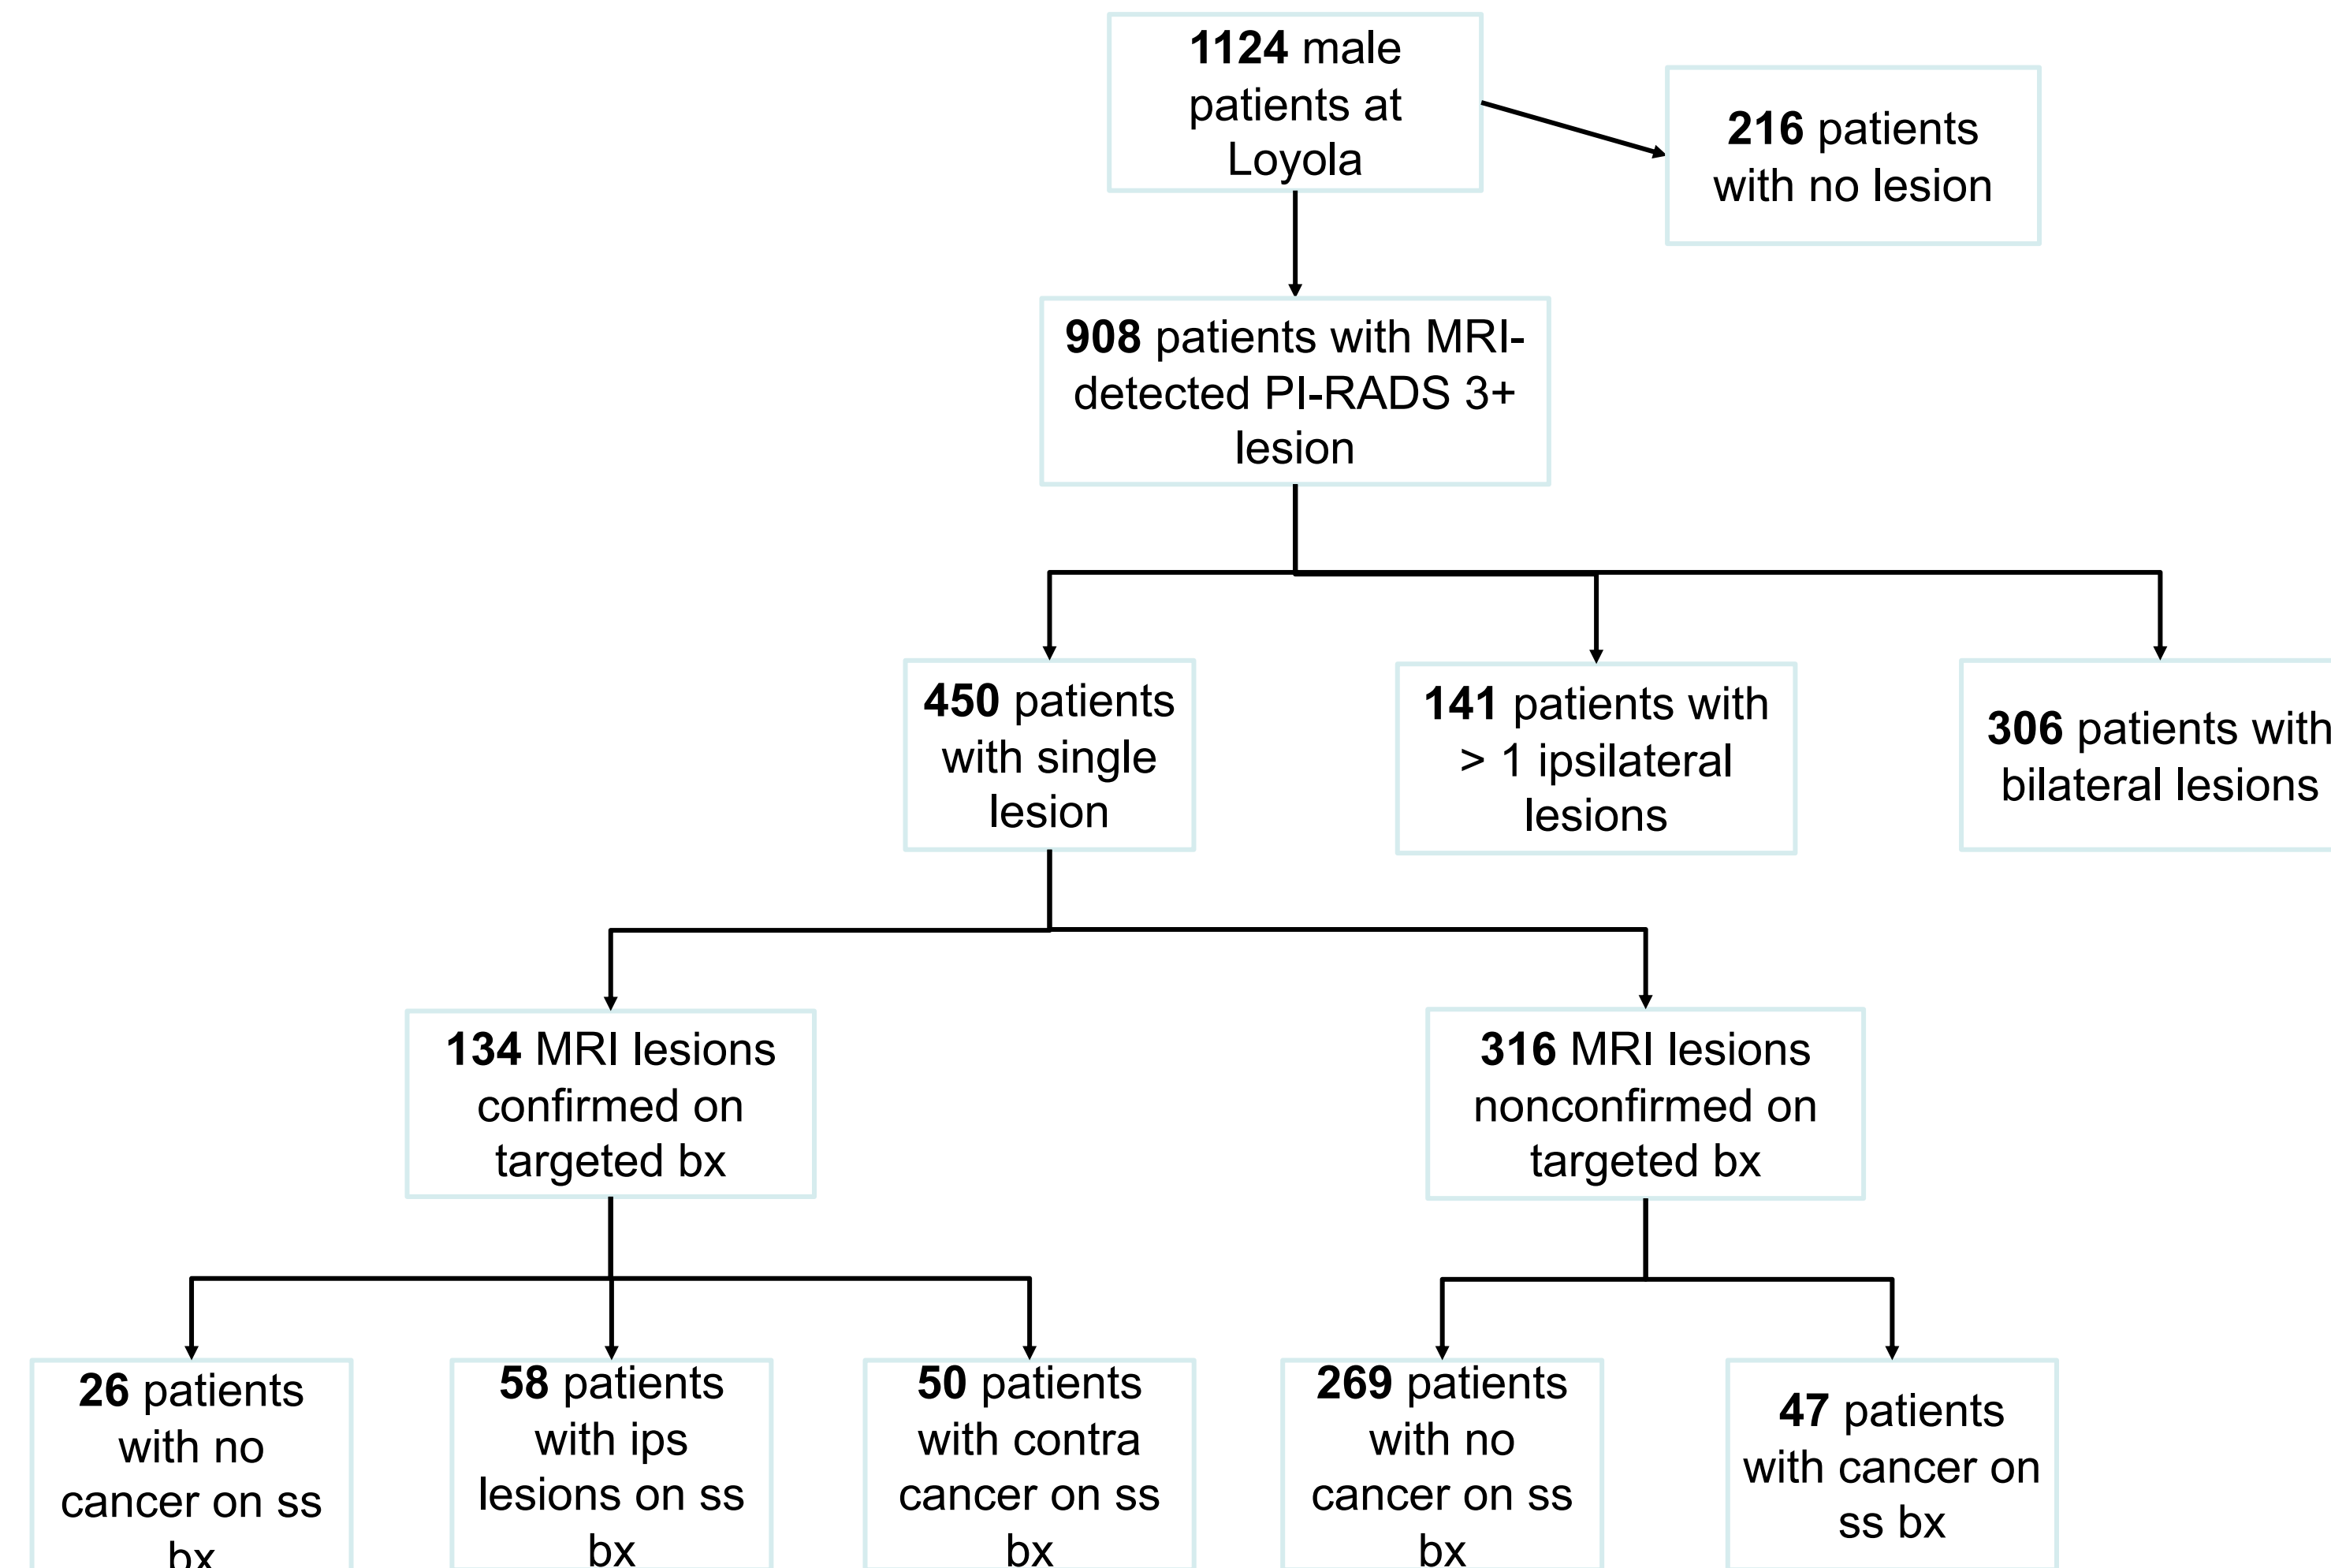 1124 male
patients at
Loyola
216 patients
with no lesion
908 patients with MRI-
detected PI-RADS 3+
lesion
450 patients
with single
lesion
141 patients with
> 1 ipsilateral
lesions
306 patients with
bilateral lesions
134 MRI lesions
confirmed on
targeted bx
316 MRI lesions
nonconfirmed on
targeted bx
26 patients
with no
cancer on ss
bx
58 patients
with ips
lesions on ss
bx
50 patients
with contra
cancer on ss
bx
269 patients
with no
cancer on ss
bx
47 patients
with cancer on
ss bx